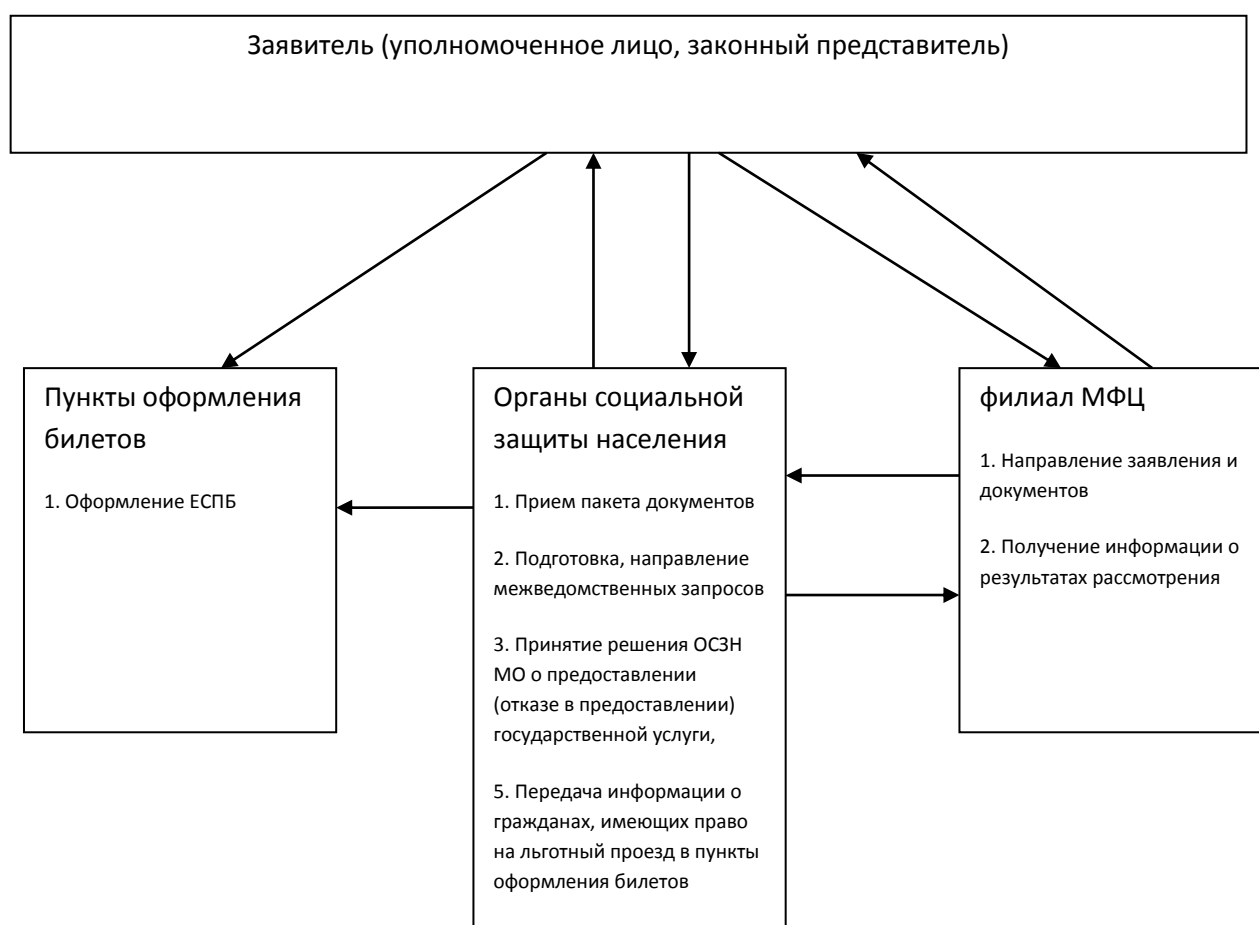 Заявитель (уполномоченное лицо, законный представитель)
Пункты оформления
билетов
1. Оформление ЕСПБ
Органы социальной
защиты населения
1. Прием пакета документов
2. Подготовка, направление
межведомственных запросов
3. Принятие решения ОСЗН
МО о предоставлении
(отказе в предоставлении)
государственной услуги,
5. Передача информации о
гражданах, имеющих право
на льготный проезд в пункты
оформления билетов
филиал МФЦ
1. Направление заявления и
документов
2. Получение информации о
результатах рассмотрения